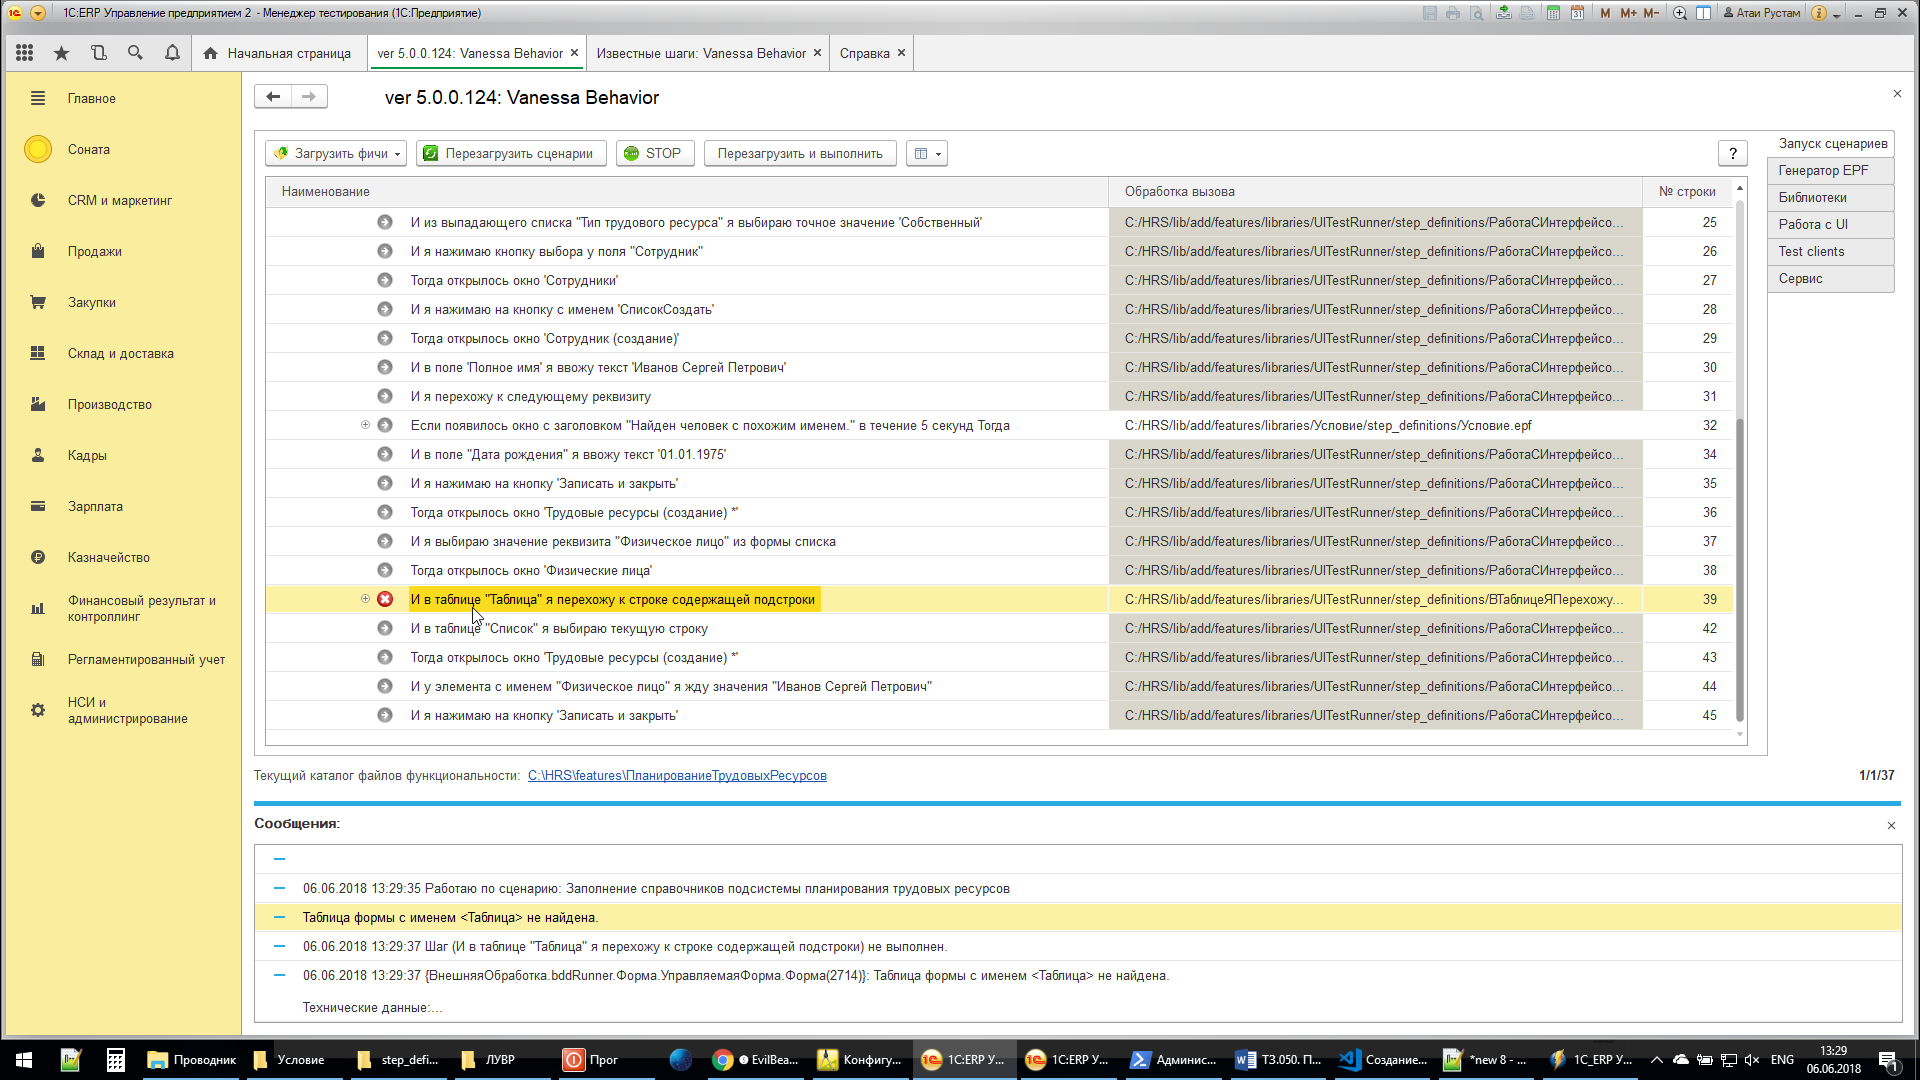 1С:ERP Управление предприятием 2 - Менеджер тестирования (1С:Предприятие)
M M+ M-
Атаи Рустам
Начальная страница
ver 5.0.0.124: Vanessa Behavior ×
Известные шаги: Vanessa Behavior ×
Справка ×
Главное
Соната
CRM и маркетинг
Продажи
Закупки
Склад и доставка
Производство
Кадры
Зарплата
Казначейство
Финансовый результат и
контроллинг
Регламентированный учет
НСИ и
администрирование
ver 5.0.0.124: Vanessa Behavior
Загрузить фичи
Перезагрузить сценарии
STOP
Перезагрузить и выполнить
?
Запуск сценариев
Генератор EPF
Библиотеки
Работа с UI
Test clients
Сервис
Наименование Обработка вызова № строки
И из выпадающего списка "Тип трудового ресурса" я выбираю точное значение 'Собственный' C:/HRS/lib/add/features/libraries/UITestRunner/step_definitions/РаботаСИнтерфейсо... 25
И я нажимаю кнопку выбора у поля "Сотрудник" C:/HRS/lib/add/features/libraries/UITestRunner/step_definitions/РаботаСИнтерфейсо... 26
Тогда открылось окно 'Сотрудники' C:/HRS/lib/add/features/libraries/UITestRunner/step_definitions/РаботаСИнтерфейсо... 27
И я нажимаю на кнопку с именем 'СписокСоздать' C:/HRS/lib/add/features/libraries/UITestRunner/step_definitions/РаботаСИнтерфейсо... 28
Тогда открылось окно 'Сотрудник (создание)' C:/HRS/lib/add/features/libraries/UITestRunner/step_definitions/РаботаСИнтерфейсо... 29
И в поле 'Полное имя' я ввожу текст 'Иванов Сергей Петрович' C:/HRS/lib/add/features/libraries/UITestRunner/step_definitions/РаботаСИнтерфейсо... 30
И я перехожу к следующему реквизиту C:/HRS/lib/add/features/libraries/UITestRunner/step_definitions/РаботаСИнтерфейсо... 31
Если появилось окно с заголовком "Найден человек с похожим именем." в течение 5 секунд Тогда C:/HRS/lib/add/features/libraries/Условие/step_definitions/Условие.epf 32
И в поле "Дата рождения" я ввожу текст '01.01.1975' C:/HRS/lib/add/features/libraries/UITestRunner/step_definitions/РаботаСИнтерфейсо... 34
И я нажимаю на кнопку 'Записать и закрыть' C:/HRS/lib/add/features/libraries/UITestRunner/step_definitions/РаботаСИнтерфейсо... 35
Тогда открылось окно 'Трудовые ресурсы (создание) *' C:/HRS/lib/add/features/libraries/UITestRunner/step_definitions/РаботаСИнтерфейсо... 36
И я выбираю значение реквизита "Физическое лицо" из формы списка C:/HRS/lib/add/features/libraries/UITestRunner/step_definitions/РаботаСИнтерфейсо... 37
Тогда открылось окно 'Физические лица' C:/HRS/lib/add/features/libraries/UITestRunner/step_definitions/РаботаСИнтерфейсо... 38
И в таблице "Таблица" я перехожу к строке содержащей подстроки C:/HRS/lib/add/features/libraries/UITestRunner/step_definitions/ВТаблицеЯПерехожу... 39
И в таблице "Список" я выбираю текущую строку C:/HRS/lib/add/features/libraries/UITestRunner/step_definitions/РаботаСИнтерфейсо... 42
Тогда открылось окно 'Трудовые ресурсы (создание) *' C:/HRS/lib/add/features/libraries/UITestRunner/step_definitions/РаботаСИнтерфейсо... 43
И у элемента с именем "Физическое лицо" я жду значения "Иванов Сергей Петрович" C:/HRS/lib/add/features/libraries/UITestRunner/step_definitions/РаботаСИнтерфейсо... 44
И я нажимаю на кнопку 'Записать и закрыть' C:/HRS/lib/add/features/libraries/UITestRunner/step_definitions/РаботаСИнтерфейсо... 45
Текущий каталог файлов функциональности: C:\HRS\features\ПланированиеТрудовыхРесурсов 1/1/37
Сообщения:
06.06.2018 13:29:35 Работаю по сценарию: Заполнение справочников подсистемы планирования трудовых ресурсов
Таблица формы с именем <Таблица> не найдена.
06.06.2018 13:29:37 Шаг (И в таблице "Таблица" я перехожу к строке содержащей подстроки) не выполнен.
06.06.2018 13:29:37 {ВнешняяОбработка.bddRunner.Форма.УправляемаяФорма.Форма(2714)}: Таблица формы с именем <Таблица> не найдена.
Технические данные:...
Проводник
Условие
step_defi...
ЛУВР
Прог
EvilBea...
Конфигу...
1С:ERP У...
1С:ERP У...
Админис...
ТЗ.050. П...
Создание...
*new 8 - ...
1C_ERP У...
ENG
13:29
06.06.2018
1